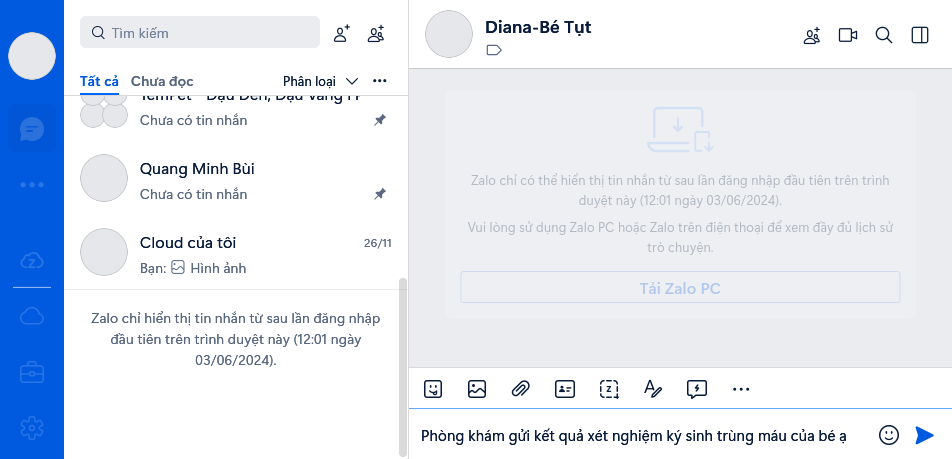 Tìm kiếm
Tất cả Chưa đọc Phân loại
Chưa có tin nhắn
Quang Minh Bùi
Chưa có tin nhắn
Cloud của tôi 26/11
Bạn: Hình ảnh
Zalo chỉ hiển thị tin nhắn từ sau lần đăng nhập
đầu tiên trên trình duyệt này (12:01 ngày
03/06/2024).
Diana-Bé Tụt
Zalo chỉ có thể hiển thị tin nhắn từ sau lần đăng nhập đầu tiên trên trình
duyệt này (12:01 ngày 03/06/2024).
Vui lòng sử dụng Zalo PC hoặc Zalo trên điện thoại để xem đầy đủ lịch sử
trò chuyện.
Tải Zalo PC
Phòng khám gửi kết quả xét nghiệm ký sinh trùng máu của bé ạ